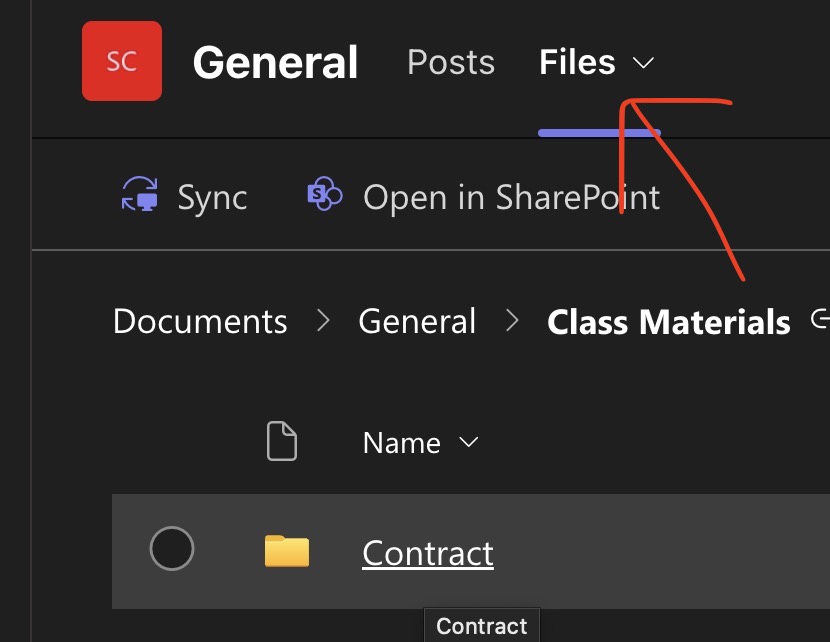 SC General Posts Files
Sync Open in SharePoint
Documents > General > Class Materials
Name
Contract
Contract